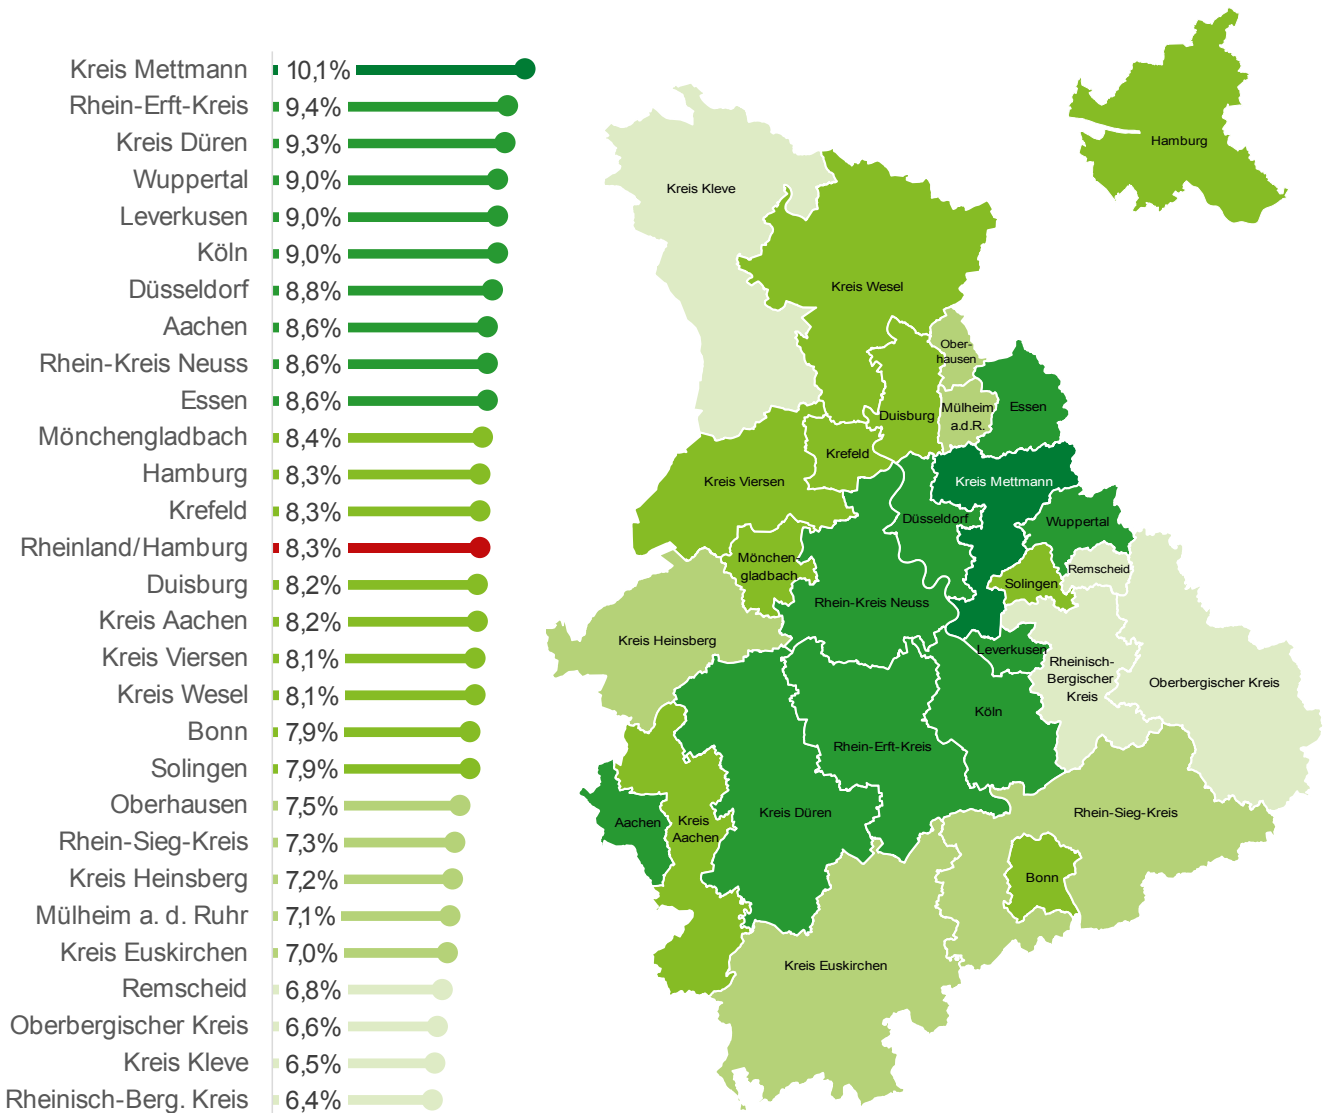 Kreis Mettmann 10,1%
Rhein-Erft-Kreis 9,4%
Kreis Düren 9,3%
Wuppertal 9,0%
Leverkusen 9,0%
Köln 9,0%
Düsseldorf 8,8%
Aachen 8,6%
Rhein-Kreis Neuss 8,6%
Essen 8,6%
Mönchengladbach 8,4%
Hamburg 8,3%
Krefeld 8,3%
Rheinland/Hamburg 8,3%
Duisburg 8,2%
Kreis Aachen 8,2%
Kreis Viersen 8,1%
Kreis Wesel 8,1%
Bonn 7,9%
Solingen 7,9%
Oberhausen 7,5%
Rhein-Sieg-Kreis 7,3%
Kreis Heinsberg 7,2%
Mülheim a. d. Ruhr 7,1%
Kreis Euskirchen 7,0%
Remscheid 6,8%
Oberbergischer Kreis 6,6%
Kreis Kleve 6,5%
Rheinisch-Berg. Kreis 6,4%
Hamburg
Kreis Kleve
Kreis Wesel
Ober-
hausen
Duisburg
Mülheim
a.d.R.
Essen
Krefeld
Kreis Viersen
Kreis Mettmann
Düsseldorf
Wuppertal
Mönchen-
gladbach
Remscheid
Solingen
Rhein-Kreis Neuss
Kreis Heinsberg
Leverkusen
Rheinisch-
Bergischer
Kreis
Oberbergischer Kreis
Köln
Rhein-Erft-Kreis
Kreis Düren
Rhein-Sieg-Kreis
Aachen
Kreis
Aachen
Bonn
Kreis Euskirchen